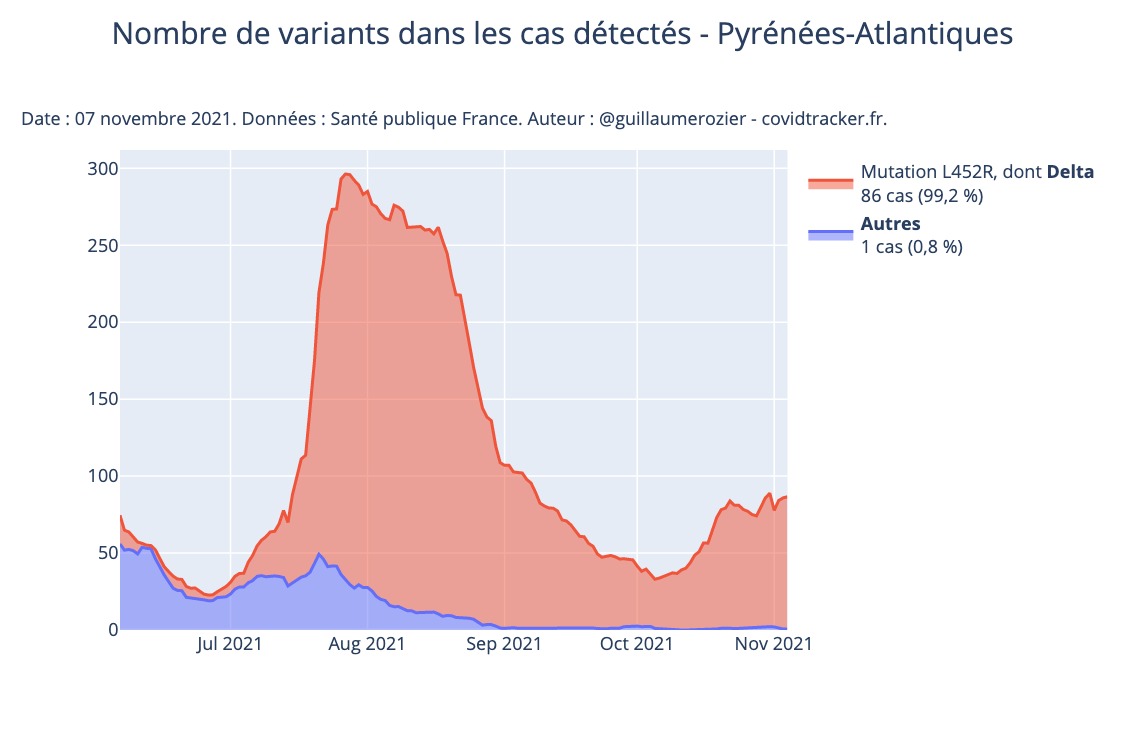 Nombre de variants dans les cas détectés - Pyrénées-Atlantiques
Date : 07 novembre 2021. Données : Santé publique France. Auteur : @guillaumerozier - covidtracker.fr.
300
250
200
150
100
50
0
Jul 2021
Aug 2021
Sep 2021
Oct 2021
Nov 2021
Mutation L452R, dont Delta
86 cas (99,2 %)
Autres
1 cas (0,8 %)